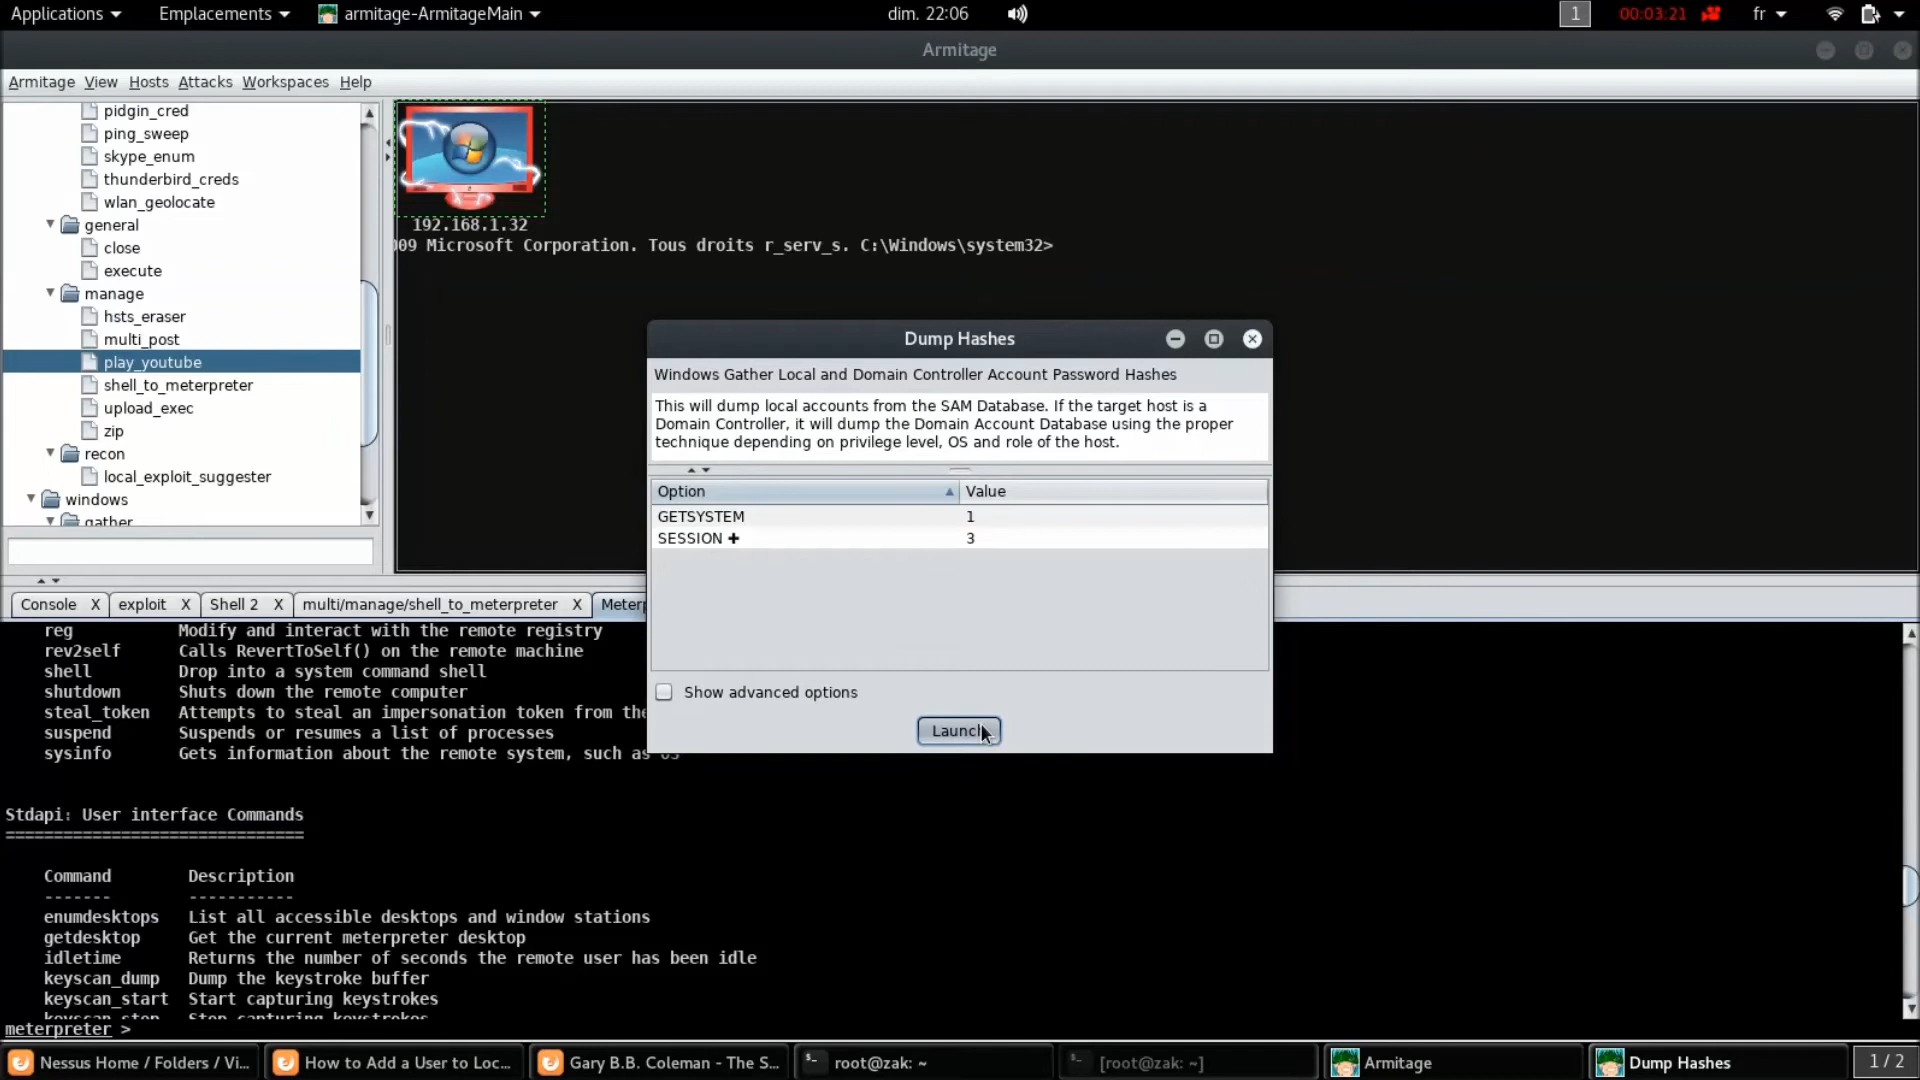 Applications
Emplacements
armitage-ArmitageMain
dim. 22:06
1
00:03:21
fr
Armitage
Armitage View Hosts Attacks Workspaces Help
pidgin_cred
ping_sweep
skype_enum
thunderbird_creds
wlan_geolocate
general
close
execute
manage
hsts_eraser
multi_post
play_youtube
shell_to_meterpreter
upload_exec
zip
recon
local_exploit_suggester
windows
gather
192.168.1.32
09 Microsoft Corporation. Tous droits r_serv_s. C:\Windows\system32>
Dump Hashes
Windows Gather Local and Domain Controller Account Password Hashes
This will dump local accounts from the SAM Database. If the target host is a
Domain Controller, it will dump the Domain Account Database using the proper
technique depending on privilege level, OS and role of the host.
Option Value
GETSYSTEM 1
SESSION ✚ 3
Show advanced options
Launch
Console X exploit X Shell 2 X multi/manage/shell_to_meterpreter X Meterp
reg Modify and interact with the remote registry
rev2self Calls RevertToSelf() on the remote machine
shell Drop into a system command shell
shutdown Shuts down the remote computer
steal_token Attempts to steal an impersonation token from the
suspend Suspends or resumes a list of processes
sysinfo Gets information about the remote system, such as OS
Stdapi: User interface Commands
===============================
Command Description
------- -----------
enumdesktops List all accessible desktops and window stations
getdesktop Get the current meterpreter desktop
idletime Returns the number of seconds the remote user has been idle
keyscan_dump Dump the keystroke buffer
keyscan_start Start capturing keystrokes
keyscan_stop Stop capturing keystrokes
meterpreter >
Nessus Home / Folders / Vi...
How to Add a User to Loc...
Gary B.B. Coleman - The S...
root@zak: ~
[root@zak: ~]
Armitage
Dump Hashes
1 / 2